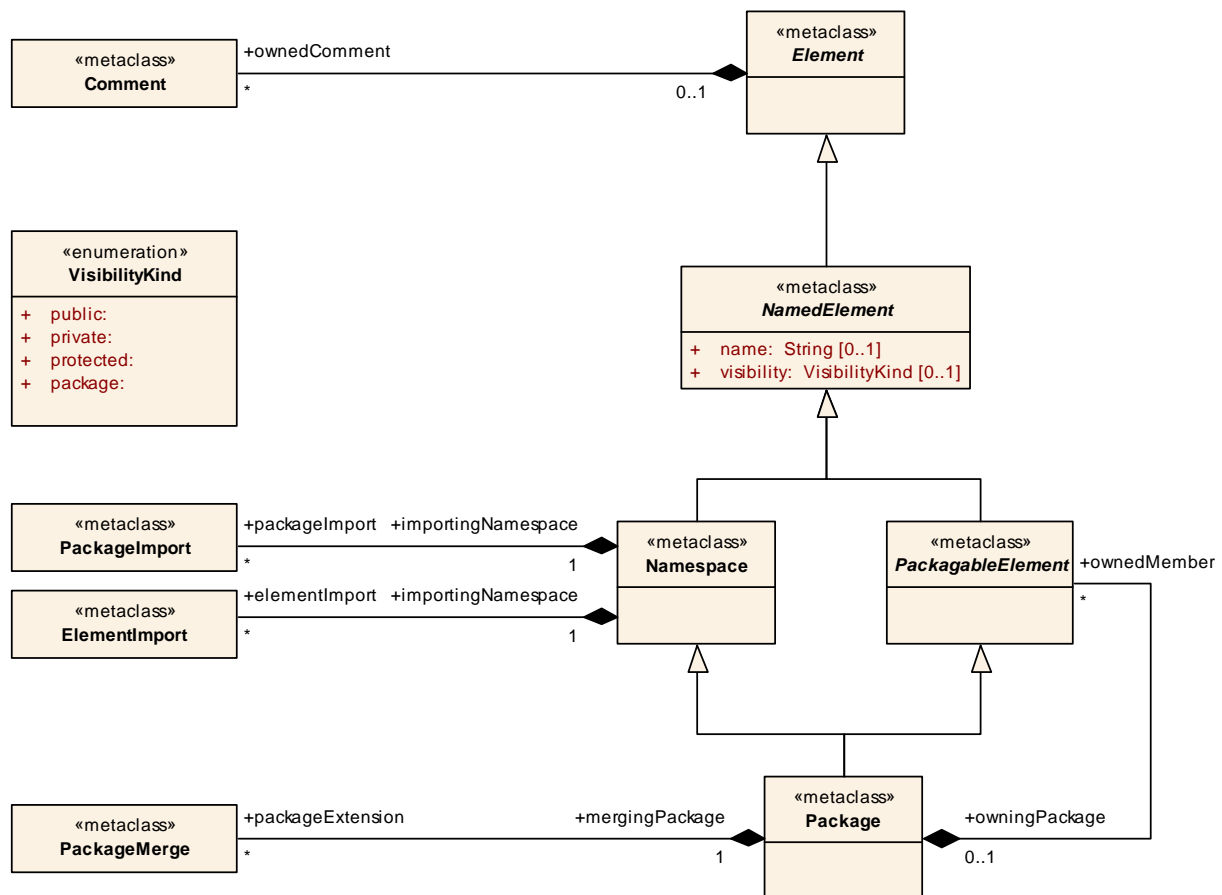 «metaclass»
Element
«metaclass»
Comment
+ownedComment
*
0..1
«enumeration»
VisibilityKind
+ public:
+ private:
+ protected:
+ package:
«metaclass»
NamedElement
+ name: String [0..1]
+ visibility: VisibilityKind [0..1]
«metaclass»
PackageImport
+packageImport +importingNamespace
*
1
«metaclass»
Namespace
«metaclass»
PackagableElement
+ownedMember
*
«metaclass»
ElementImport
+elementImport +importingNamespace
*
1
«metaclass»
PackageMerge
+packageExtension
*
+mergingPackage
1
«metaclass»
Package
+owningPackage
0..1